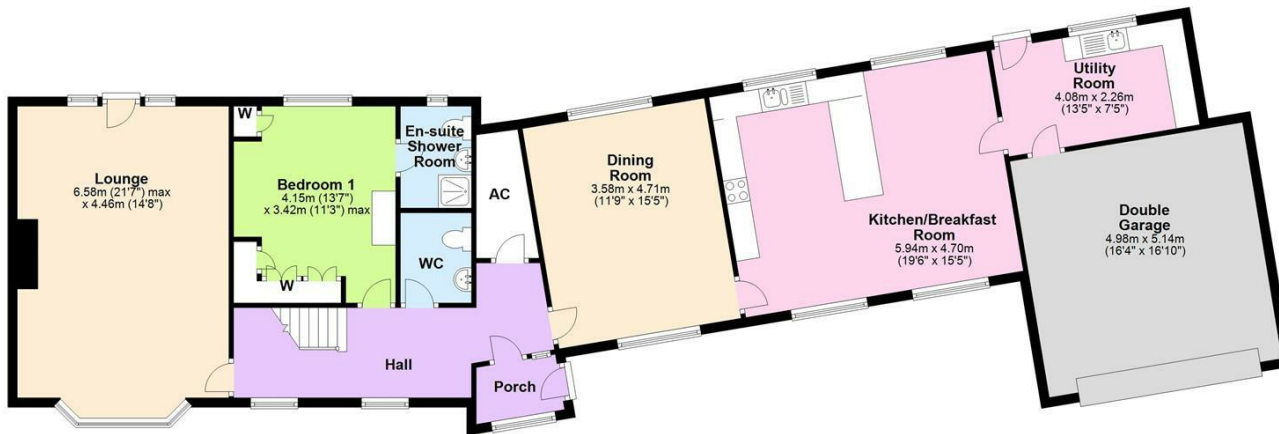 Lounge
6.58m (21'7") max
x 4.46m (14'8")
W
Bedroom 1
4.15m (13'7")
x 3.42m (11'3") max
W
En-suite
Shower
Room
WC
AC
Hall
Porch
Dining
Room
3.58m x 4.71m
(11'9" x 15'5")
Kitchen/Breakfast
Room
5.94m x 4.70m
(19'6" x 15'5")
Utility
Room
4.08m x 2.26m
(13'5" x 7'5")
Double
Garage
4.98m x 5.14m
(16'4" x 16'10")